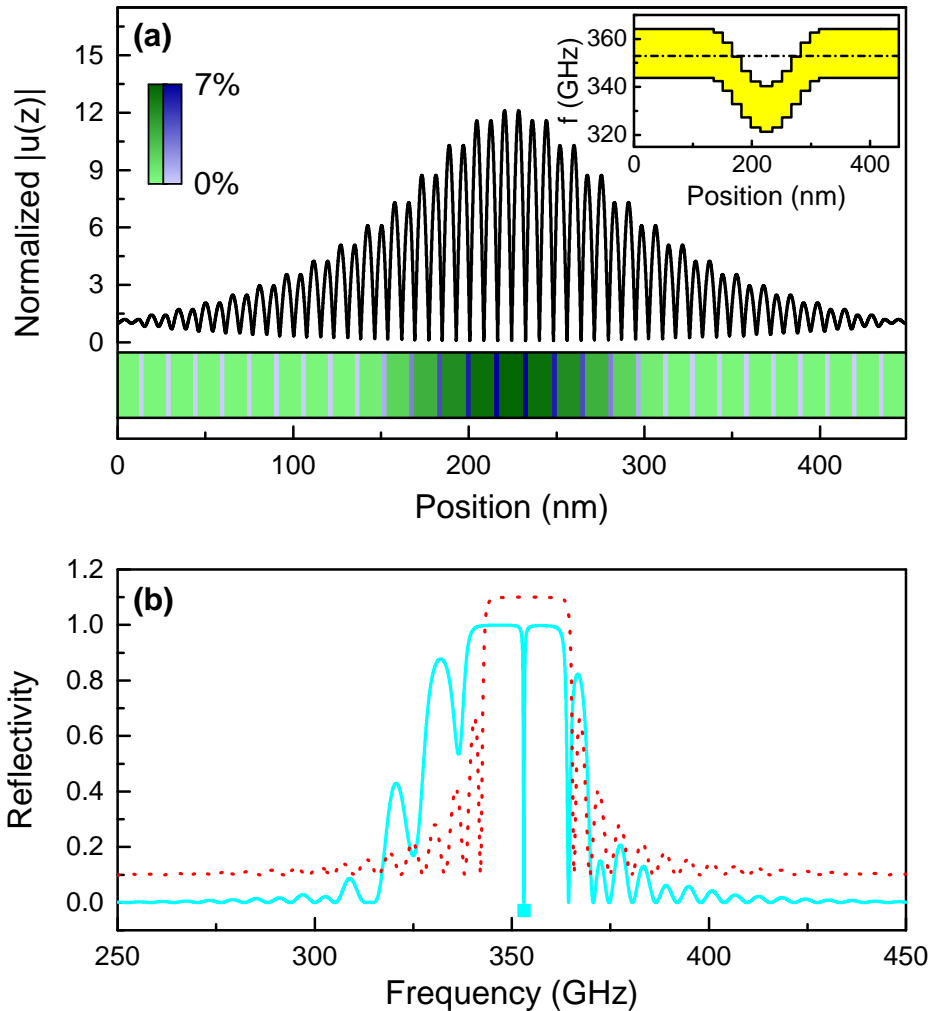 (a)
Normalized |u(z)|
15
12
9
6
3
0
7%
0%
f (GHz)
360
340
320
0 200 400
Position (nm)
0 100 200 300 400
Position (nm)
(b)
Reflectivity
1.2
1.0
0.8
0.6
0.4
0.2
0.0
250 300 350 400 450
Frequency (GHz)